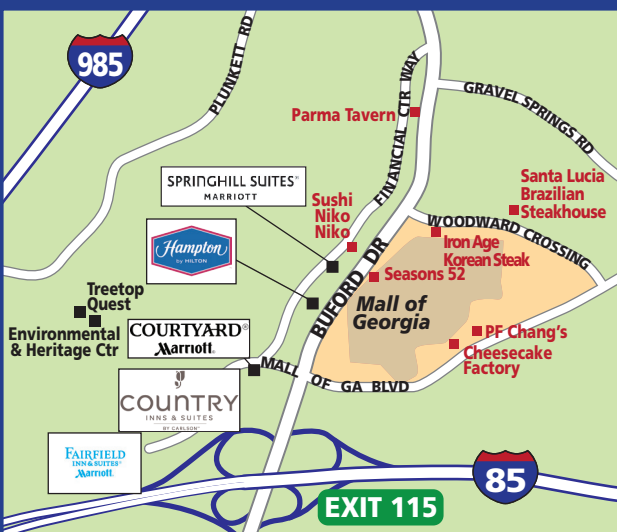 985
PLUNKETT RD
FINANCIAL CTR WAY
GRAVEL SPRINGS RD
Parma Tavern
SPRINGHILL SUITES®
MARRIOTT
Sushi
Niko
Niko
Santa Lucia
Brazilian
Steakhouse
WOODWARD CROSSING
Hampton
by HILTON
Iron Age
Korean Steak
BUFORD DR
Seasons 52
Treetop
Quest
Mall of
Georgia
Environmental
& Heritage Ctr
COURTYARD®
Marriott.
PF Chang's
Cheesecake
Factory
MALL OF GA BLVD
COUNTRY
INNS & SUITES
BY CARLSON™
FAIRFIELD
INN & SUITES®
Marriott.
85
EXIT 115